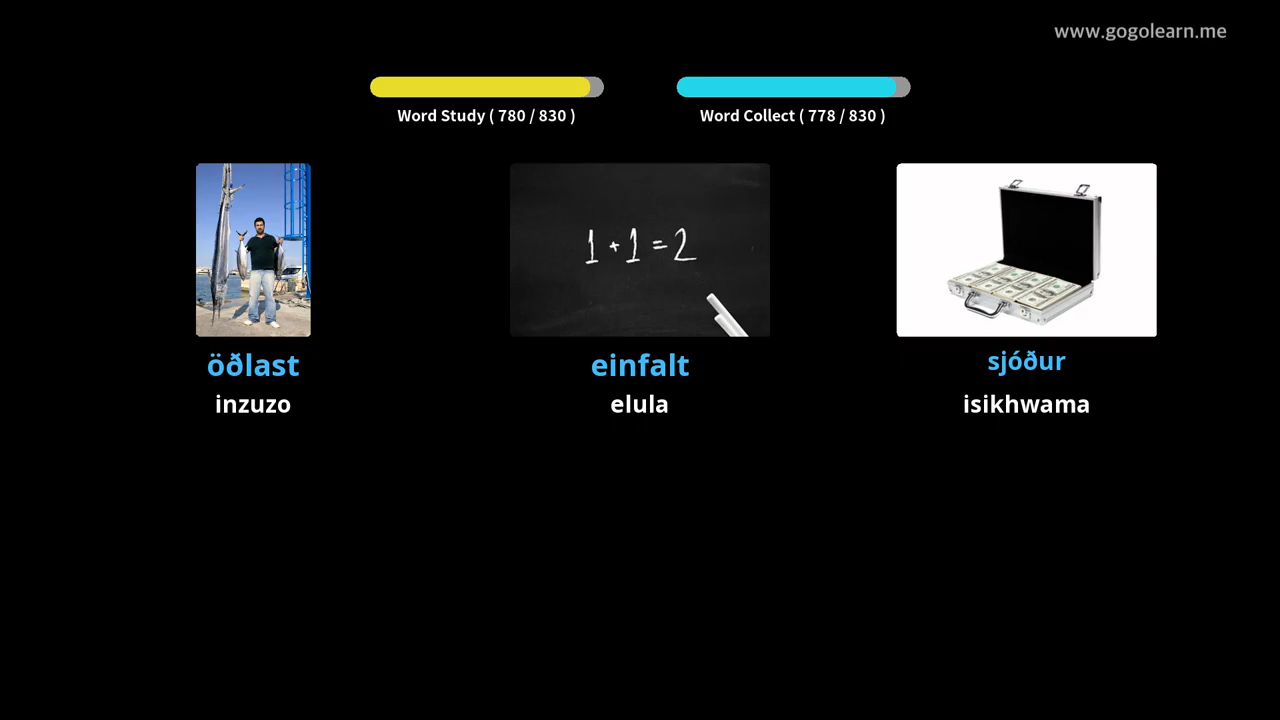 www.gogolearn.me
Word Study ( 780 / 830 )
Word Collect ( 778 / 830 )
1 + 1 = 2
öðlast
einfalt
sjóður
inzuzo
elula
isikhwama